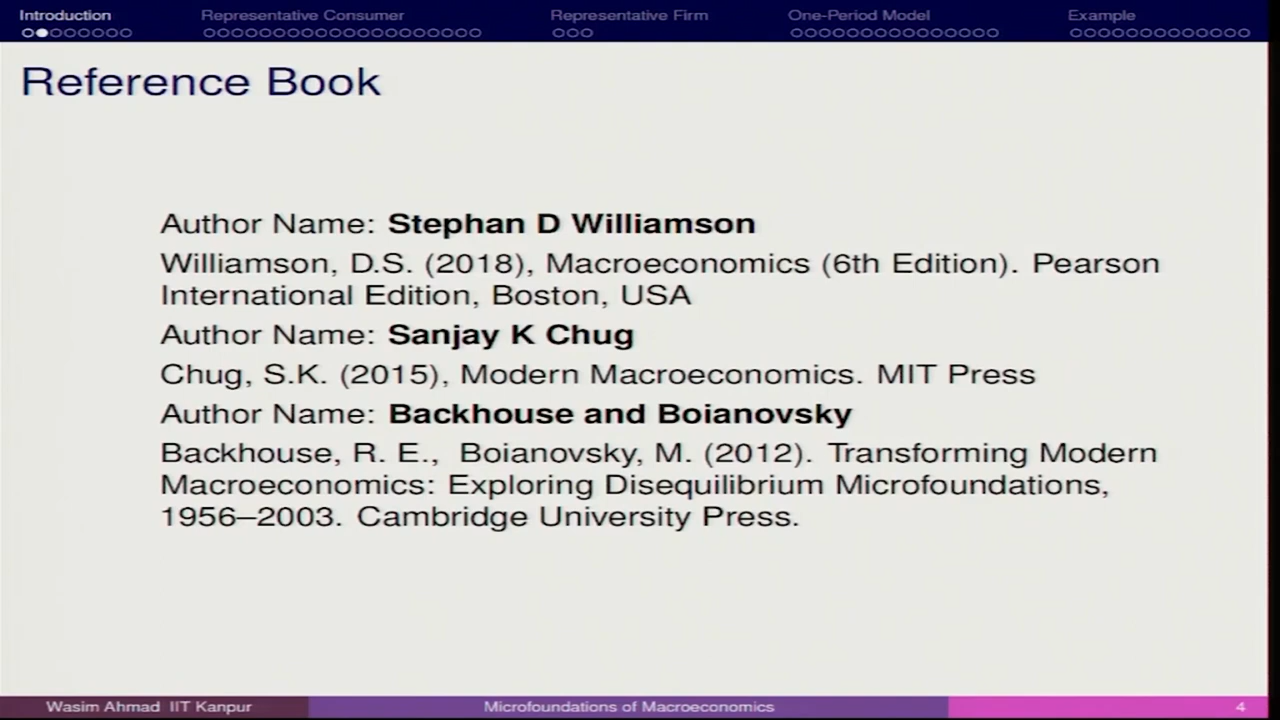 Introduction Representative Consumer Representative Firm One-Period Model Example
Reference Book
Author Name: Stephan D Williamson
Williamson, D.S. (2018), Macroeconomics (6th Edition). Pearson
International Edition, Boston, USA
Author Name: Sanjay K Chug
Chug, S.K. (2015), Modern Macroeconomics. MIT Press
Author Name: Backhouse and Boianovsky
Backhouse, R. E., Boianovsky, M. (2012). Transforming Modern
Macroeconomics: Exploring Disequilibrium Microfoundations,
1956–2003. Cambridge University Press.
Wasim Ahmad IIT Kanpur Microfoundations of Macroeconomics 4